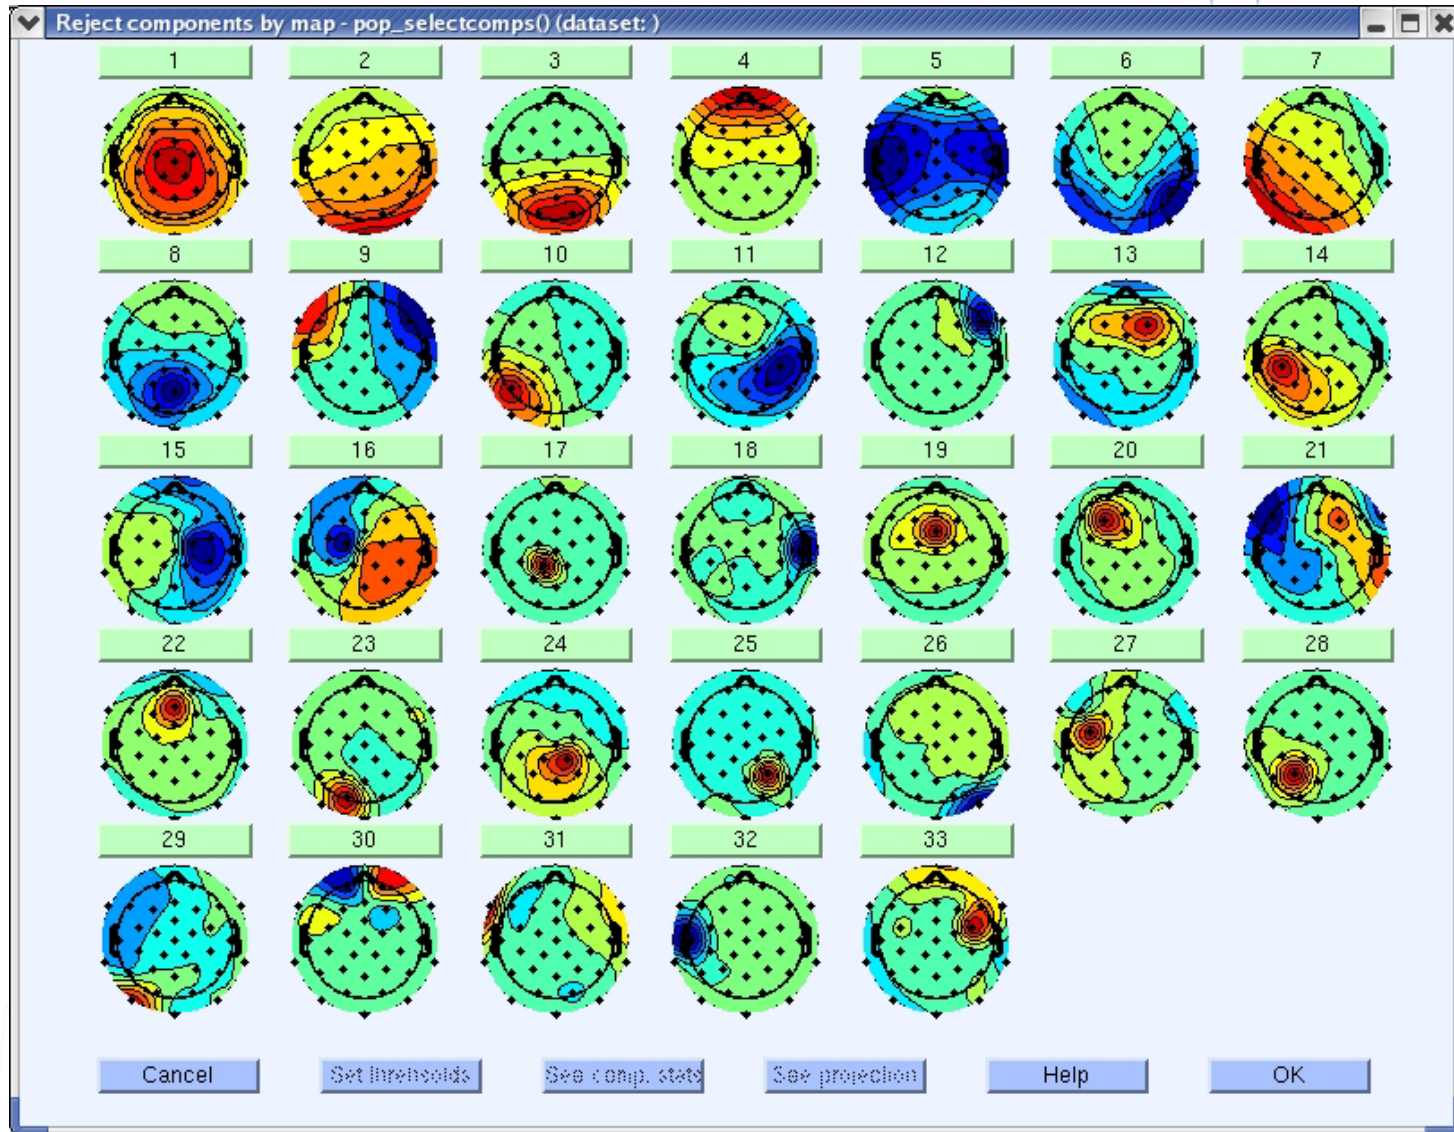 Reject components by map - pop_selectcomps() (dataset: )
1 2 3 4 5 6 7
8 9 10 11 12 13 14
15 16 17 18 19 20 21
22 23 24 25 26 27 28
29 30 31 32 33
Cancel Set threhsolds See comp. stats See projection Help OK